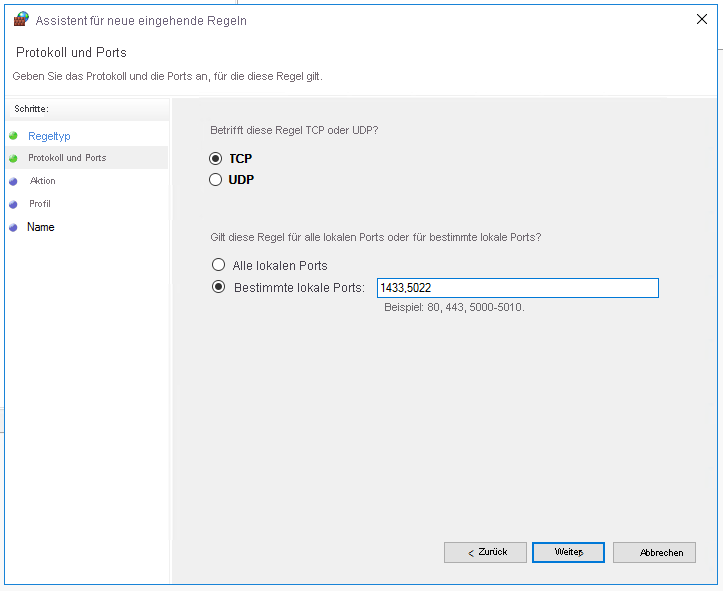 Assistent für neue eingehende Regeln
Protokoll und Ports
Geben Sie das Protokoll und die Ports an, für die diese Regel gilt.
Schritte:
Regeltyp
Protokoll und Ports
Aktion
Profil
Name
Betrifft diese Regel TCP oder UDP?
TCP
UDP
Gilt diese Regel für alle lokalen Ports oder für bestimmte lokale Ports?
Alle lokalen Ports
Bestimmte lokale Ports: 1433,5022
Beispiel: 80, 443, 5000-5010.
< Zurück Weiter> Abbrechen